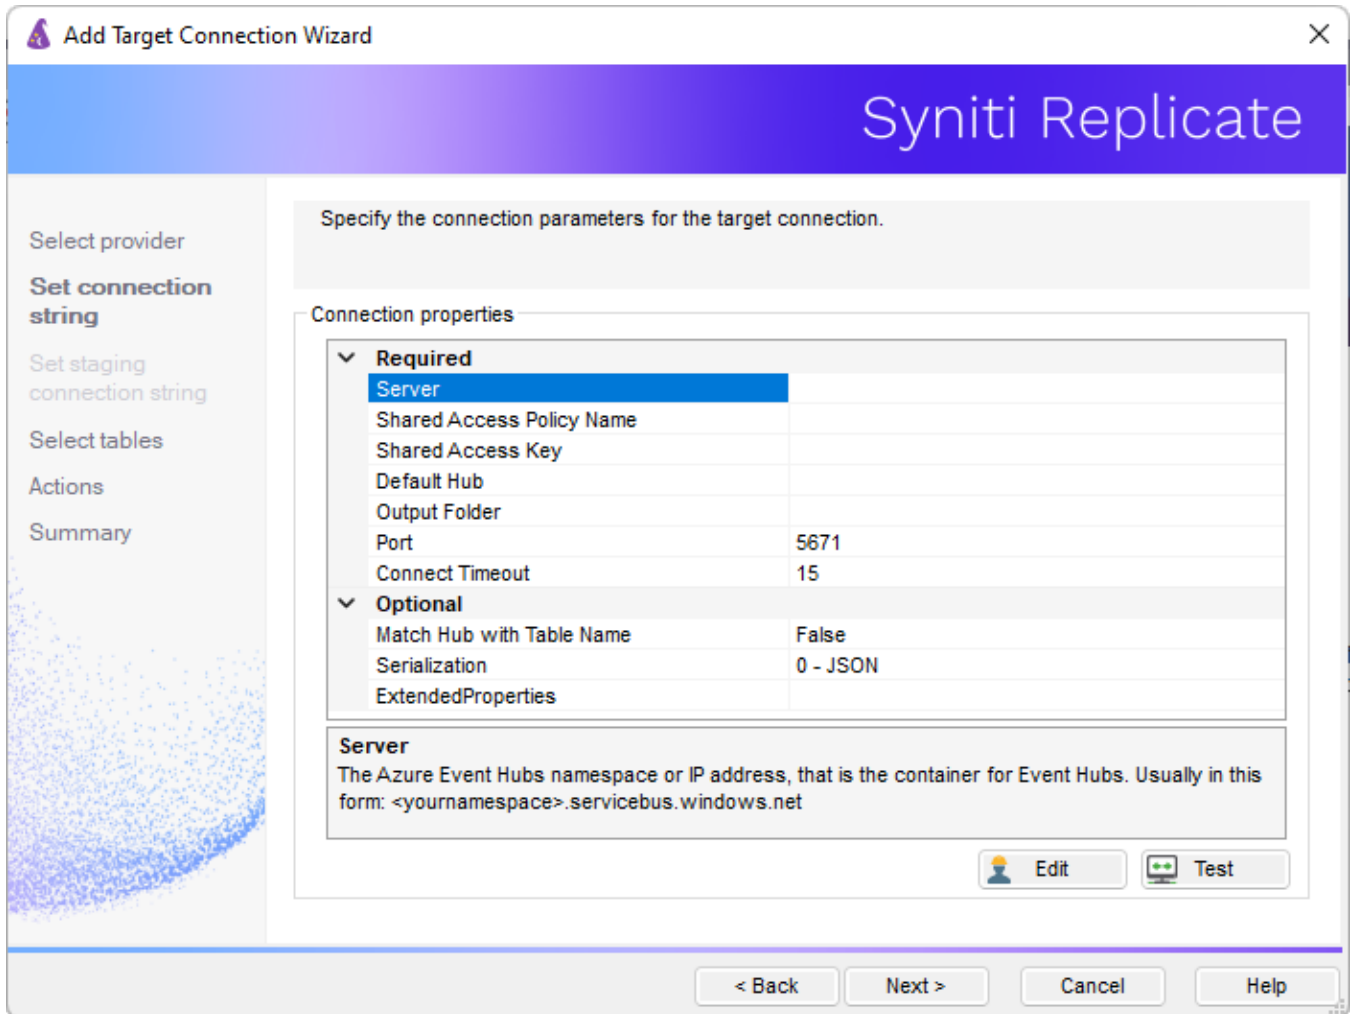 Add Target Connection Wizard
Syniti Replicate
Select provider
Set connection
string
Set staging
connection string
Select tables
Actions
Summary
Specify the connection parameters for the target connection.
Connection properties
Required
Server
Shared Access Policy Name
Shared Access Key
Default Hub
Output Folder
Port 5671
Connect Timeout 15
Optional
Match Hub with Table Name False
Serialization 0 - JSON
ExtendedProperties
Server
The Azure Event Hubs namespace or IP address, that is the container for Event Hubs. Usually in this
form: <yournamespace>.servicebus.windows.net
Edit Test
< Back Next > Cancel Help